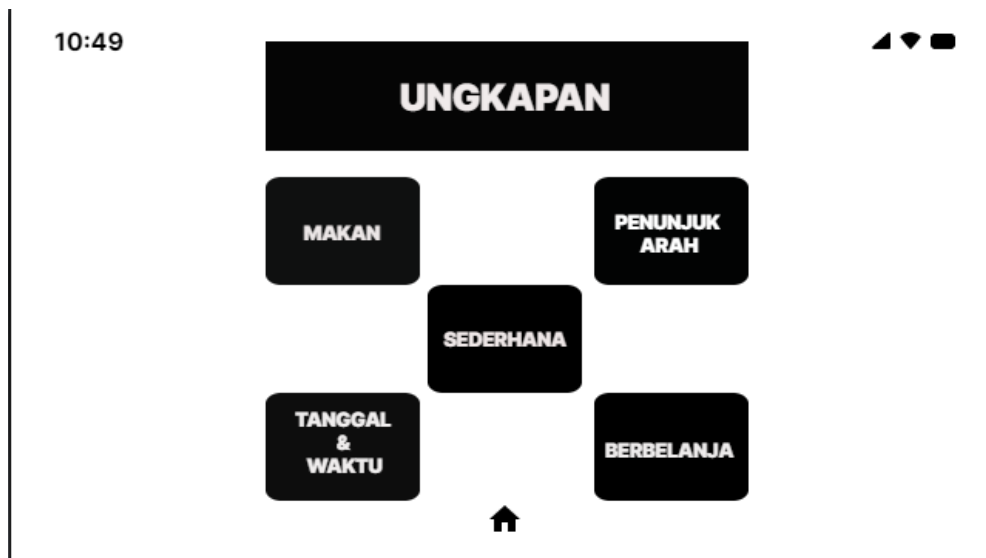 10:49
UNGKAPAN
MAKAN
PENUNJUK
ARAH
SEDERHANA
TANGGAL
&
WAKTU
BERBELANJA